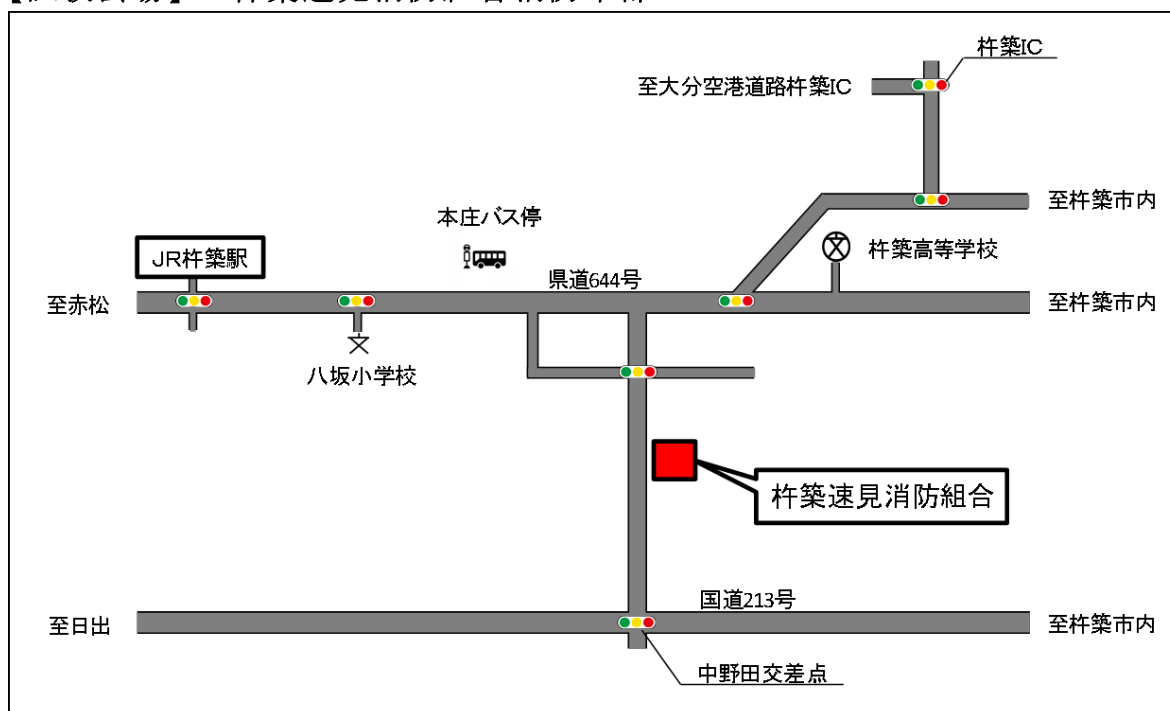 杵築IC
至大分空港道路杵築IC
至杵築市内
本庄バス停
杵築高等学校
JR杵築駅
県道644号
至赤松
至杵築市内
八坂小学校
杵築速見消防組合
国道213号
至日出
至杵築市内
中野田交差点